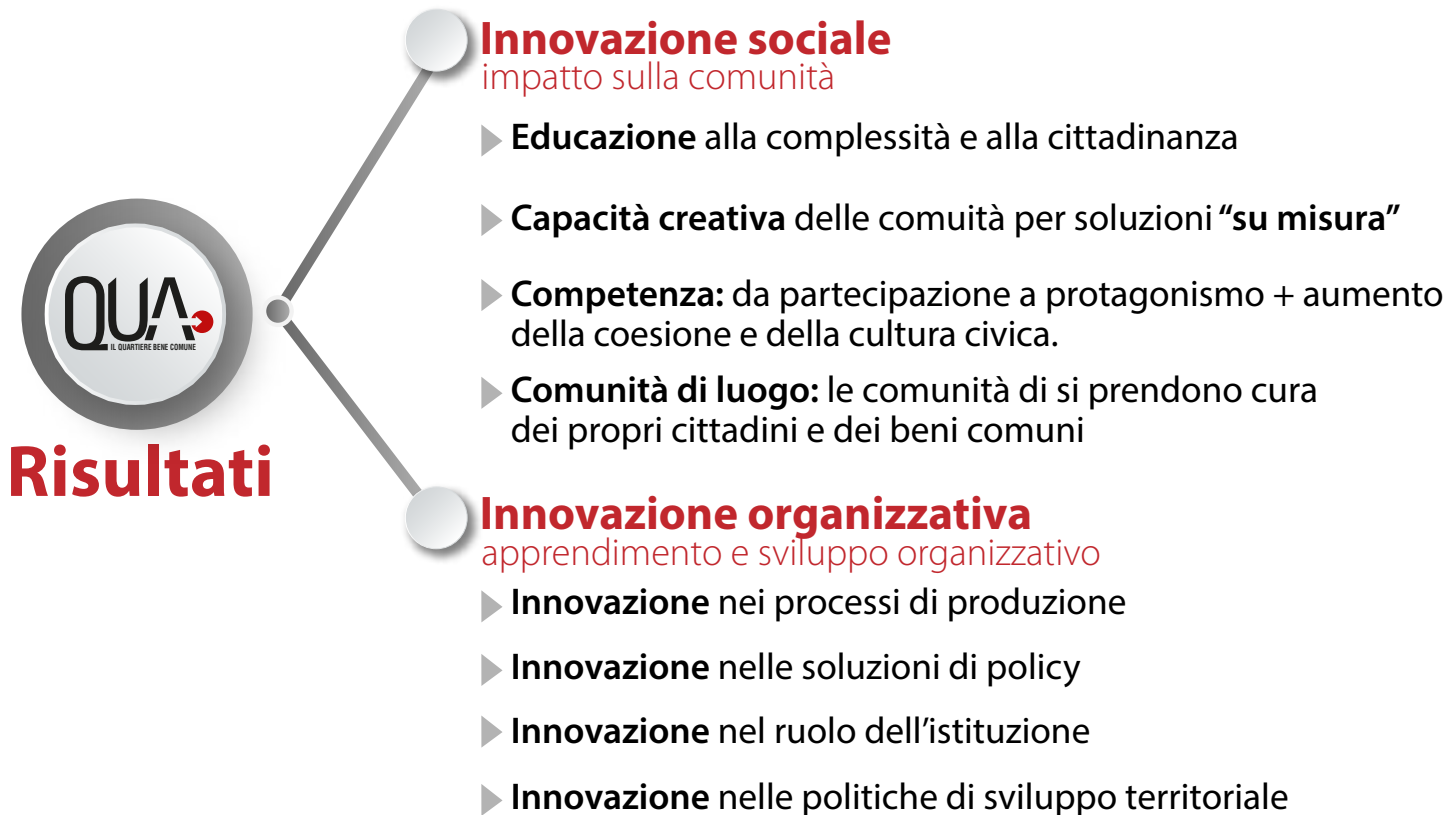 Innovazione sociale
impatto sulla comunità
Educazione alla complessità e alla cittadinanza
Capacità creativa delle comuità per soluzioni “su misura”
Competenza: da partecipazione a protagonismo + aumento
della coesione e della cultura civica.
Comunità di luogo: le comunità di si prendono cura
dei propri cittadini e dei beni comuni
QUA
IL QUARTIERE BENE COMUNE
Risultati
Innovazione organizzativa
apprendimento e sviluppo organizzativo
Innovazione nei processi di produzione
Innovazione nelle soluzioni di policy
Innovazione nel ruolo dell’istituzione
Innovazione nelle politiche di sviluppo territoriale